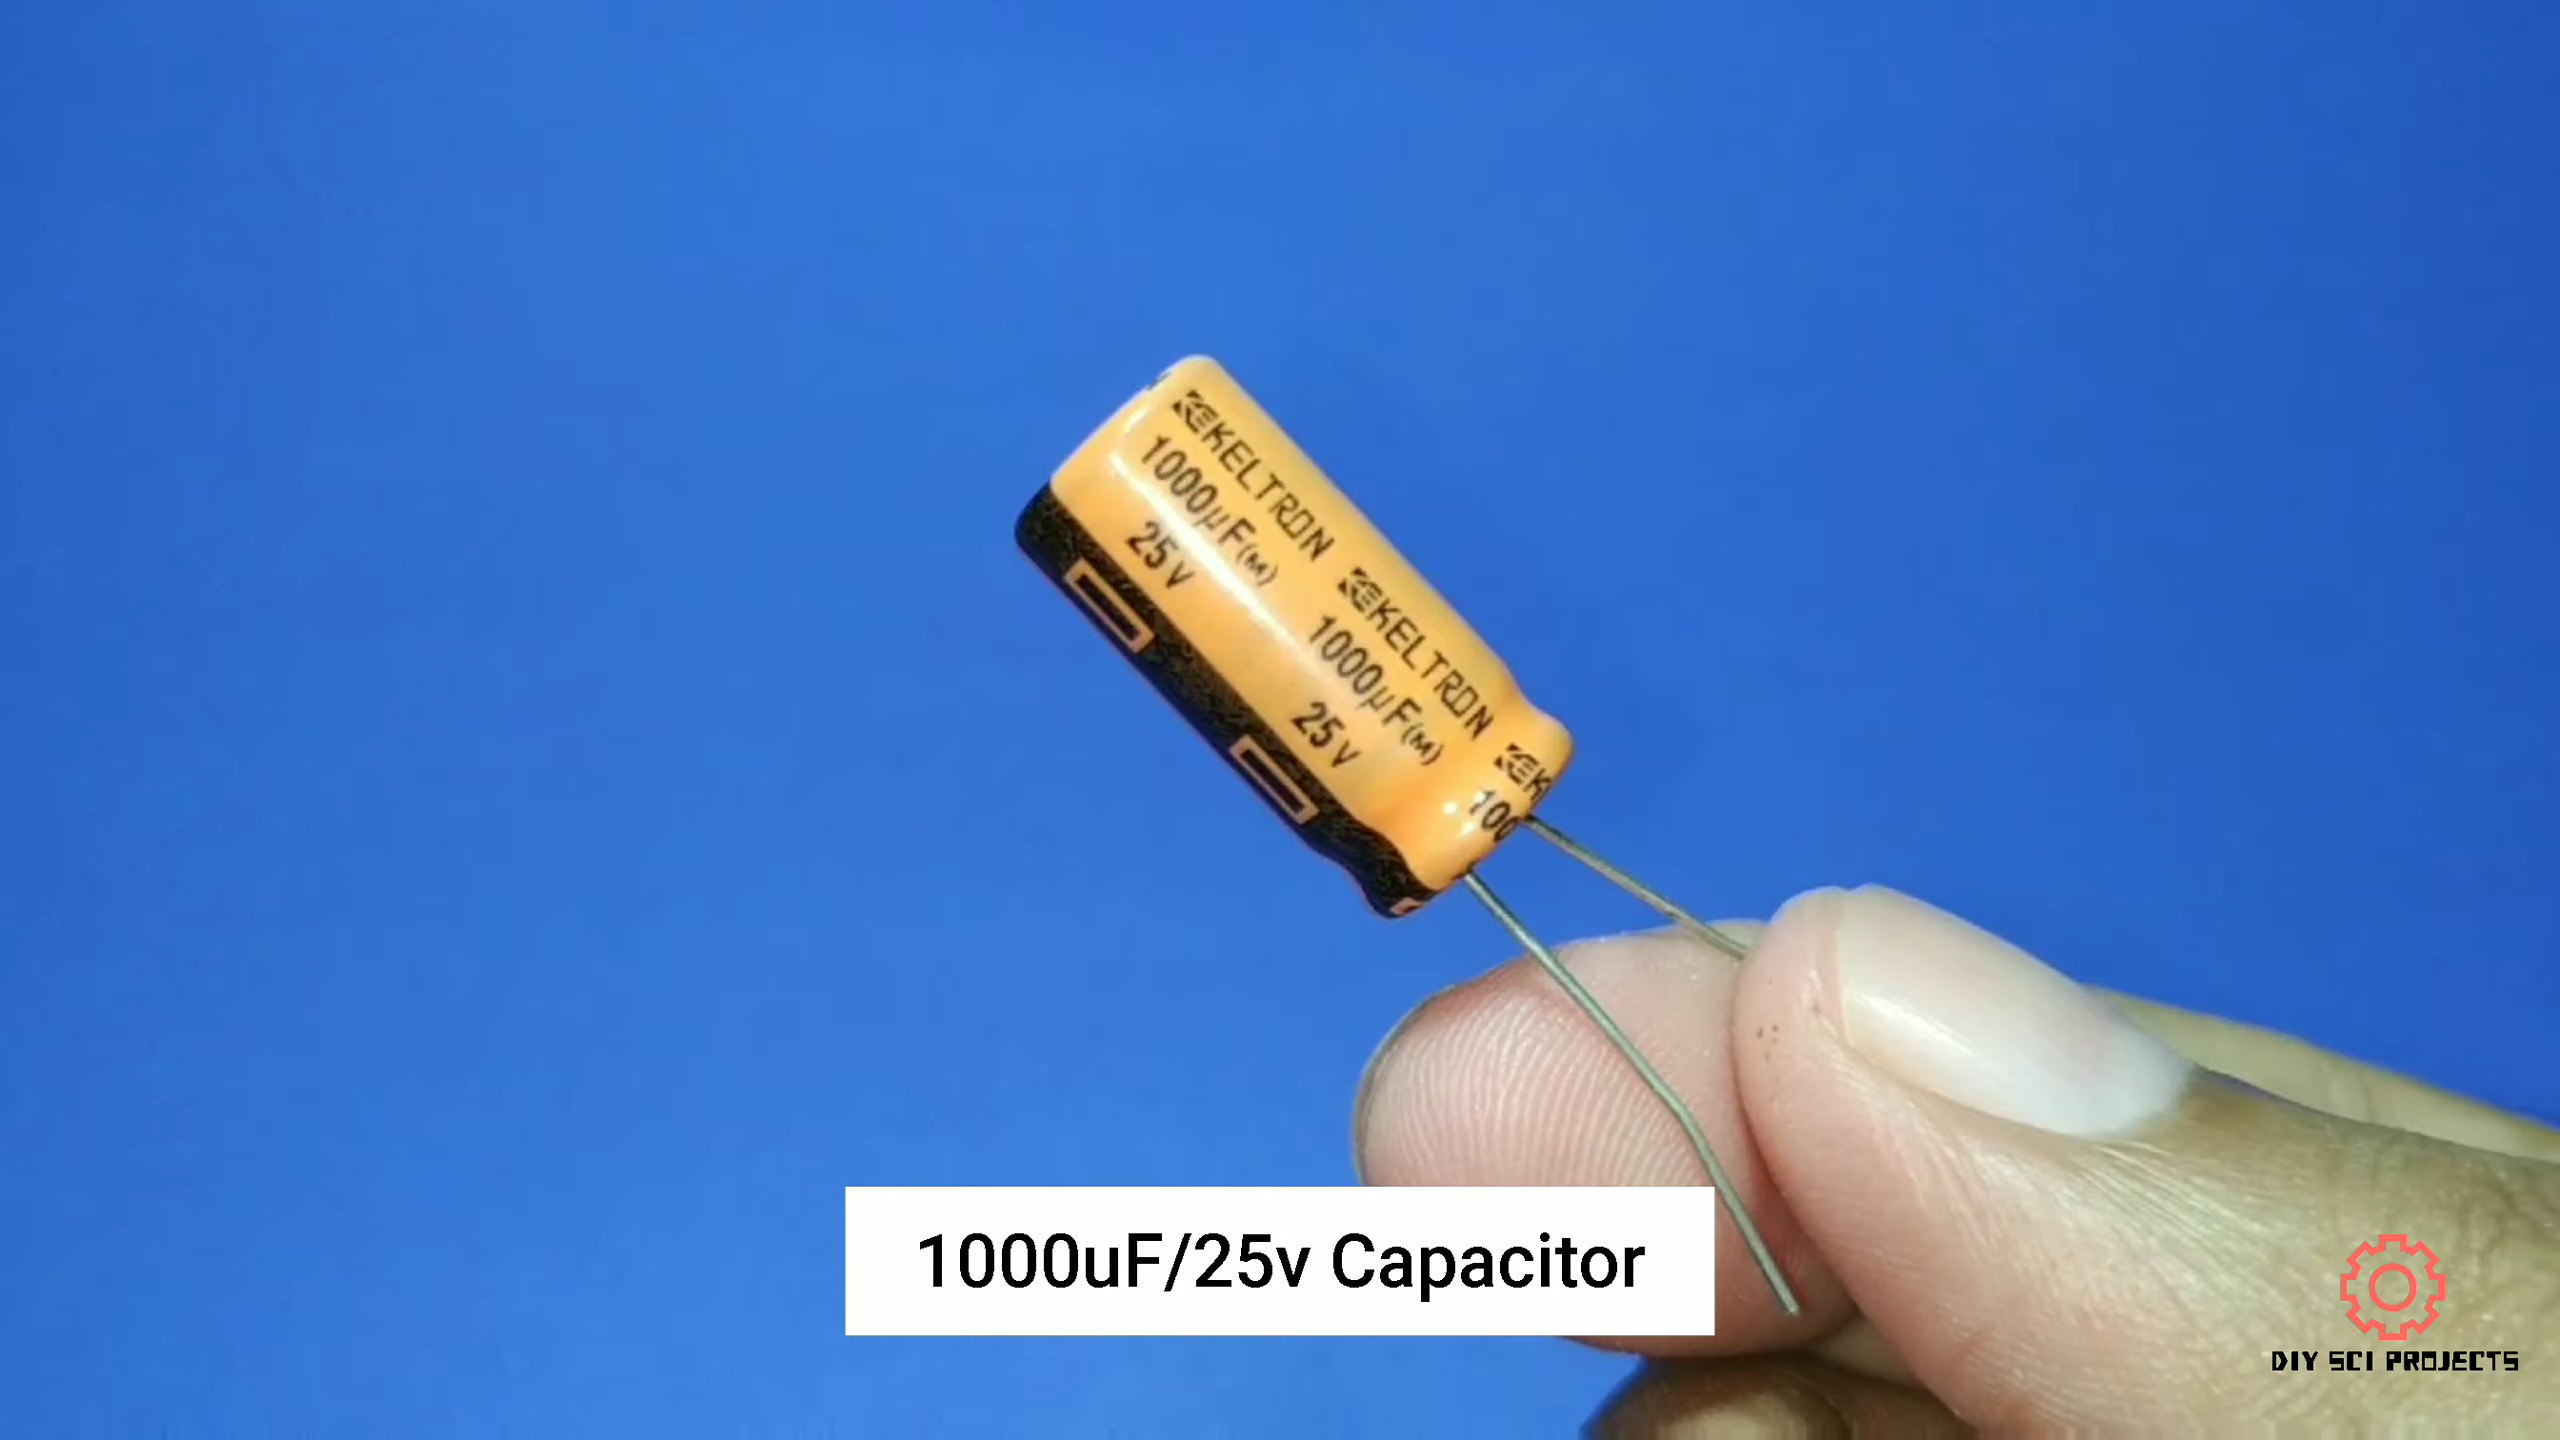 KELTRON
1000µF(M)
25V
KELTRON
1000µF(M)
25V
1000uF/25v Capacitor
DIY SCI PROJECTS